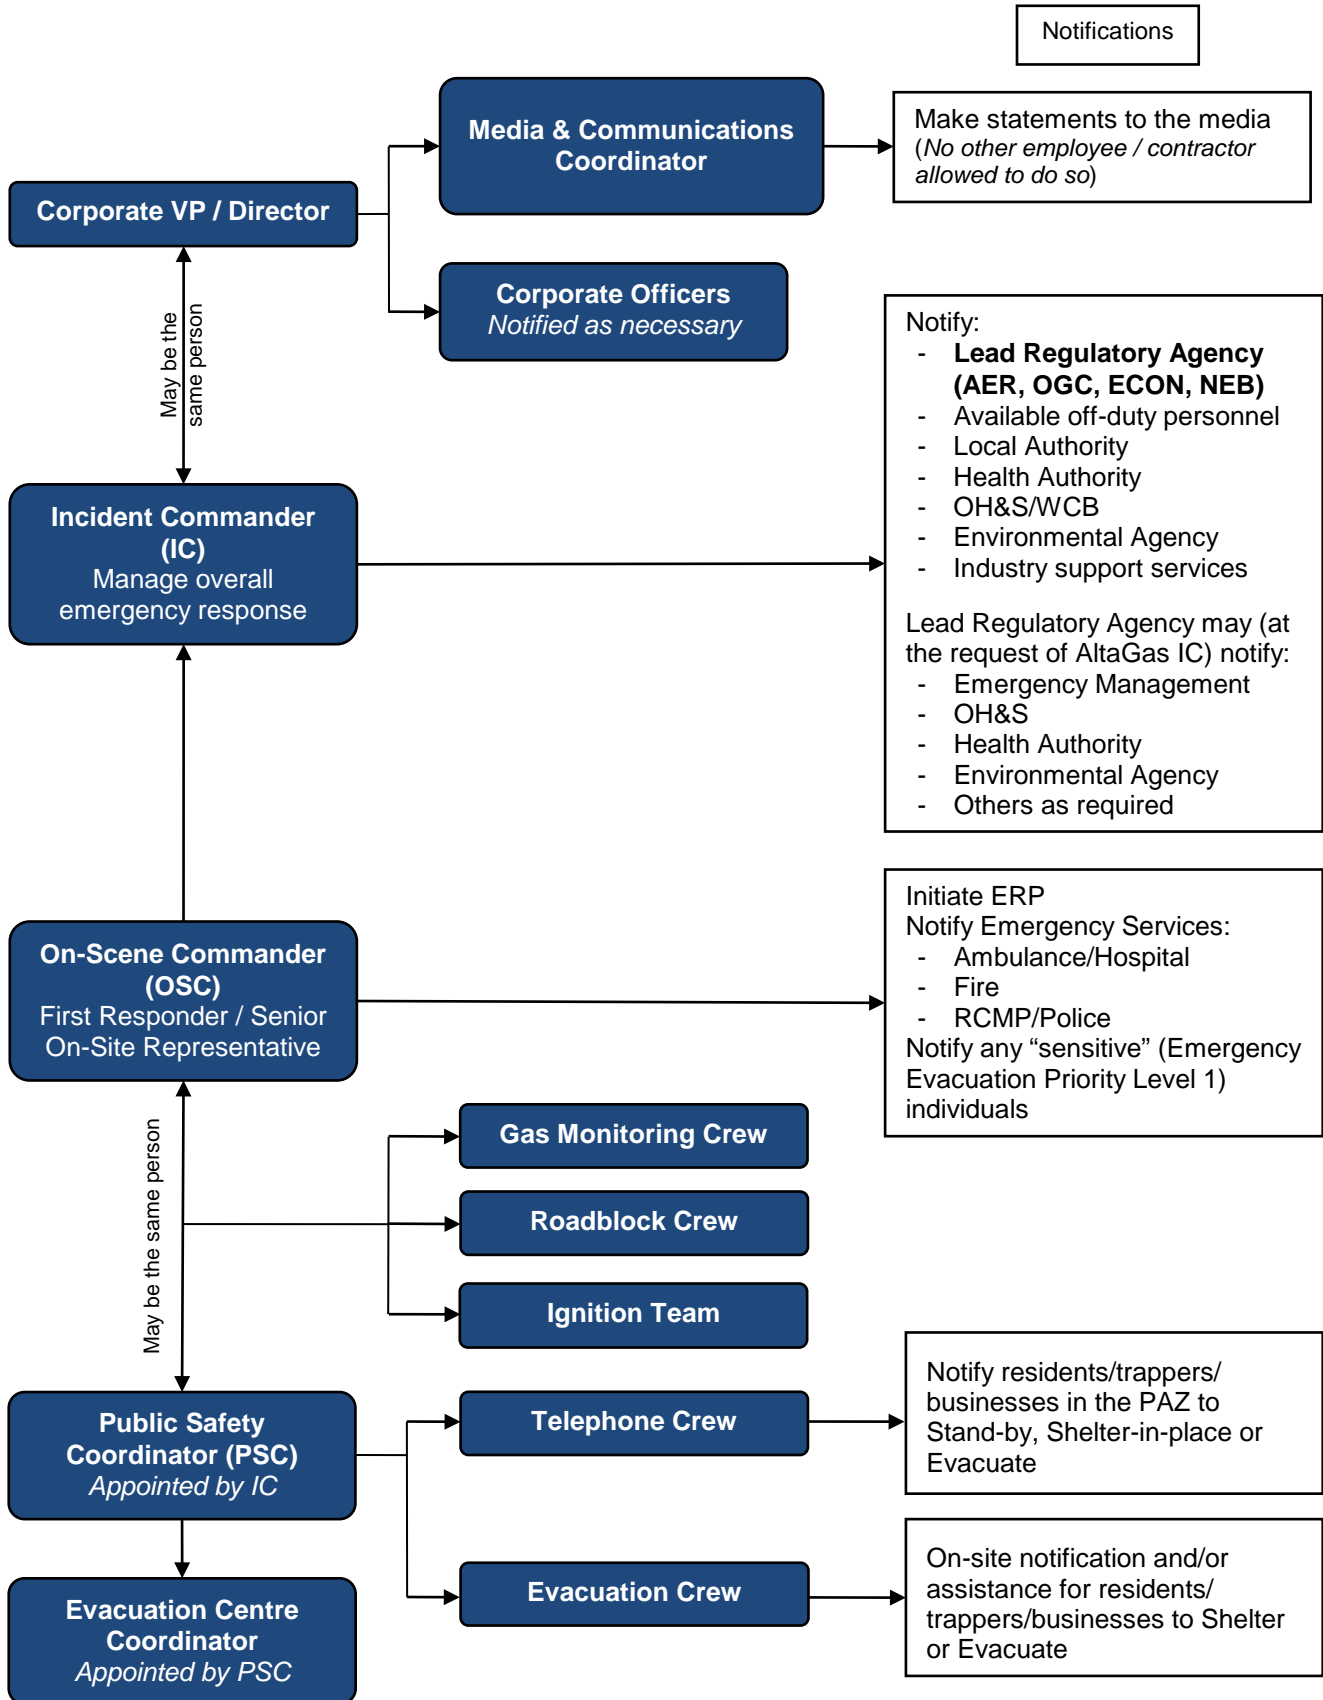 Notifications
Media & Communications
Coordinator
Make statements to the media
(No other employee / contractor
allowed to do so)
Corporate VP / Director
Corporate Officers
Notified as necessary
May be the
same person
Notify:
- Lead Regulatory Agency
(AER, OGC, ECON, NEB)
- Available off-duty personnel
- Local Authority
- Health Authority
- OH&S/WCB
- Environmental Agency
- Industry support services
Lead Regulatory Agency may (at
the request of AltaGas IC) notify:
- Emergency Management
- OH&S
- Health Authority
- Environmental Agency
- Others as required
Incident Commander
(IC)
Manage overall
emergency response
On-Scene Commander
(OSC)
First Responder / Senior
On-Site Representative
Initiate ERP
Notify Emergency Services:
- Ambulance/Hospital
- Fire
- RCMP/Police
Notify any “sensitive” (Emergency
Evacuation Priority Level 1)
individuals
May be the same person
Gas Monitoring Crew
Roadblock Crew
Ignition Team
Public Safety
Coordinator (PSC)
Appointed by IC
Telephone Crew
Notify residents/trappers/
businesses in the PAZ to
Stand-by, Shelter-in-place or
Evacuate
Evacuation Crew
On-site notification and/or
assistance for residents/
trappers/businesses to Shelter
or Evacuate
Evacuation Centre
Coordinator
Appointed by PSC